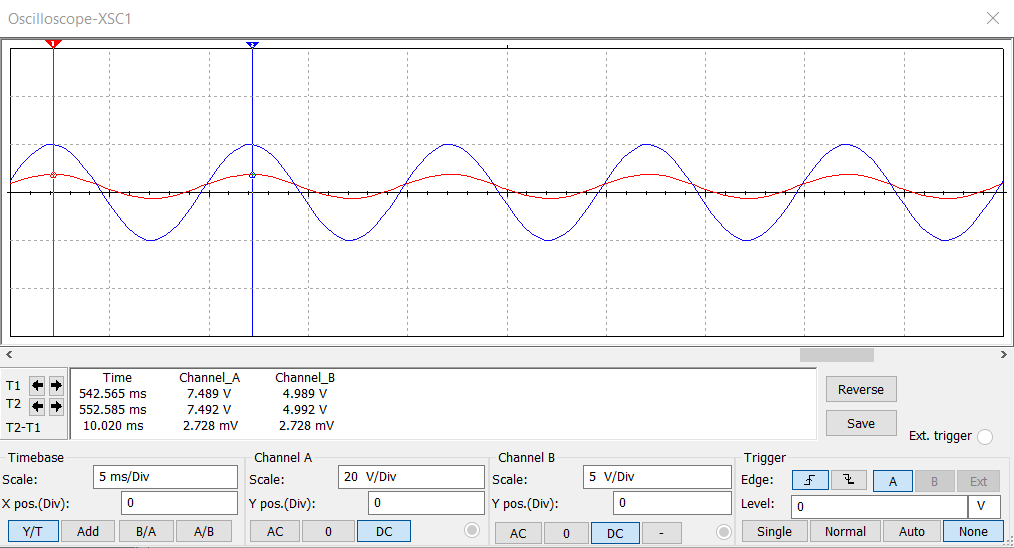 Oscilloscope-XSC1
1
2
Time Channel_A Channel_B
T1 542.565 ms 7.489 V 4.989 V
T2 552.585 ms 7.492 V 4.992 V
T2-T1 10.020 ms 2.728 mV 2.728 mV
Reverse
Save
Ext. trigger
Timebase
Scale: 5 ms/Div
X pos.(Div): 0
Y/T Add B/A A/B
Channel A
Scale: 20 V/Div
Y pos.(Div): 0
AC 0 DC
Channel B
Scale: 5 V/Div
Y pos.(Div): 0
AC 0 DC -
Trigger
Edge: A B Ext
Level: 0 V
Single Normal Auto None